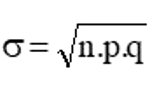 σ = √n.p.q